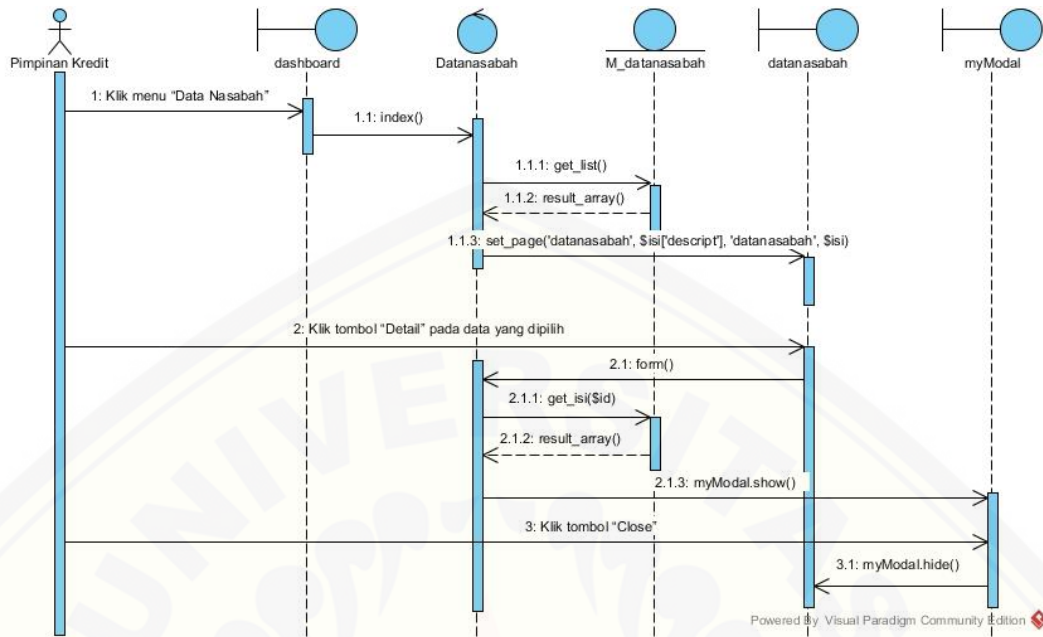 Pimpinan Kredit
dashboard
Datanasabah
M_datanasabah
datanasabah
myModal
1: Klik menu “Data Nasabah”
1.1: index()
1.1.1: get_list()
1.1.2: result_array()
1.1.3: set_page('datanasabah', $isi['descript'], 'datanasabah', $isi)
2: Klik tombol “Detail” pada data yang dipilih
2.1: form()
2.1.1: get_isi($id)
2.1.2: result_array()
2.1.3: myModal.show()
3: Klik tombol “Close”
3.1: myModal.hide()
Powered By Visual Paradigm Community Edition
UNIVERSITAS